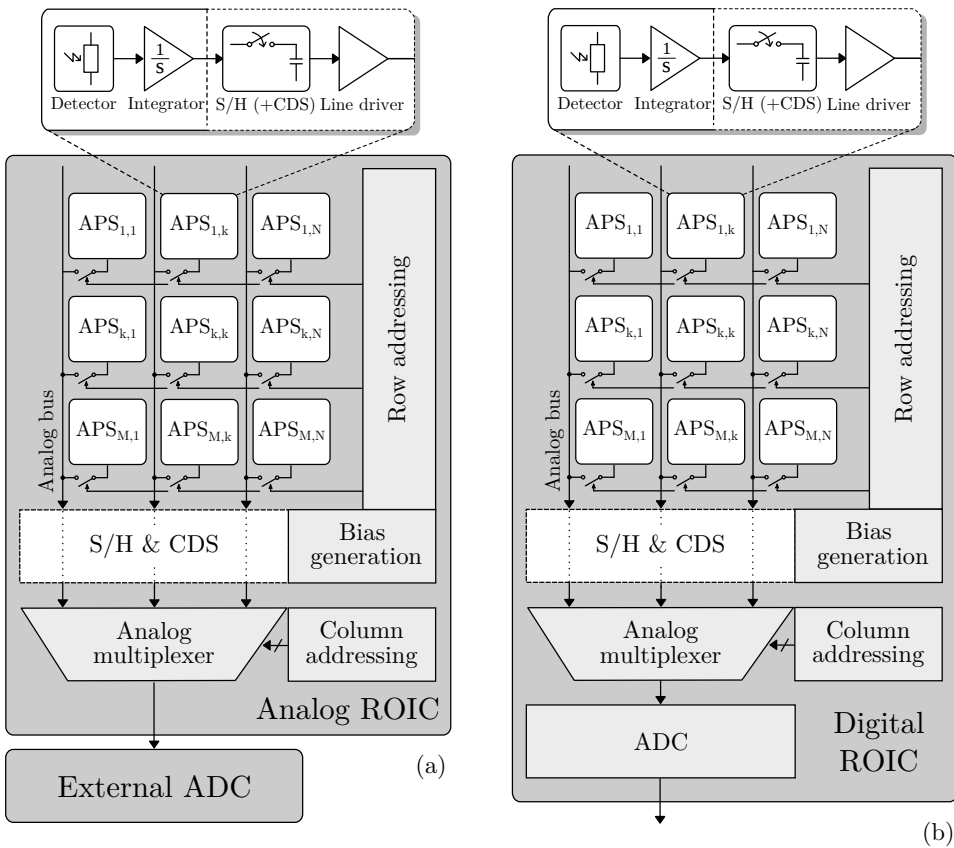 1
s
Detector
Integrator
S/H (+CDS)
Line driver
APS1,1
APS1,k
APS1,N
APSk,1
APSk,k
APSk,N
APSM,1
APSM,k
APSM,N
Analog bus
Row addressing
S/H & CDS
Bias
generation
Analog
multiplexer
Column
addressing
Analog ROIC
External ADC
(a)
1
s
Detector
Integrator
S/H (+CDS)
Line driver
APS1,1
APS1,k
APS1,N
APSk,1
APSk,k
APSk,N
APSM,1
APSM,k
APSM,N
Analog bus
Row addressing
S/H & CDS
Bias
generation
Analog
multiplexer
Column
addressing
ADC
Digital
ROIC
(b)